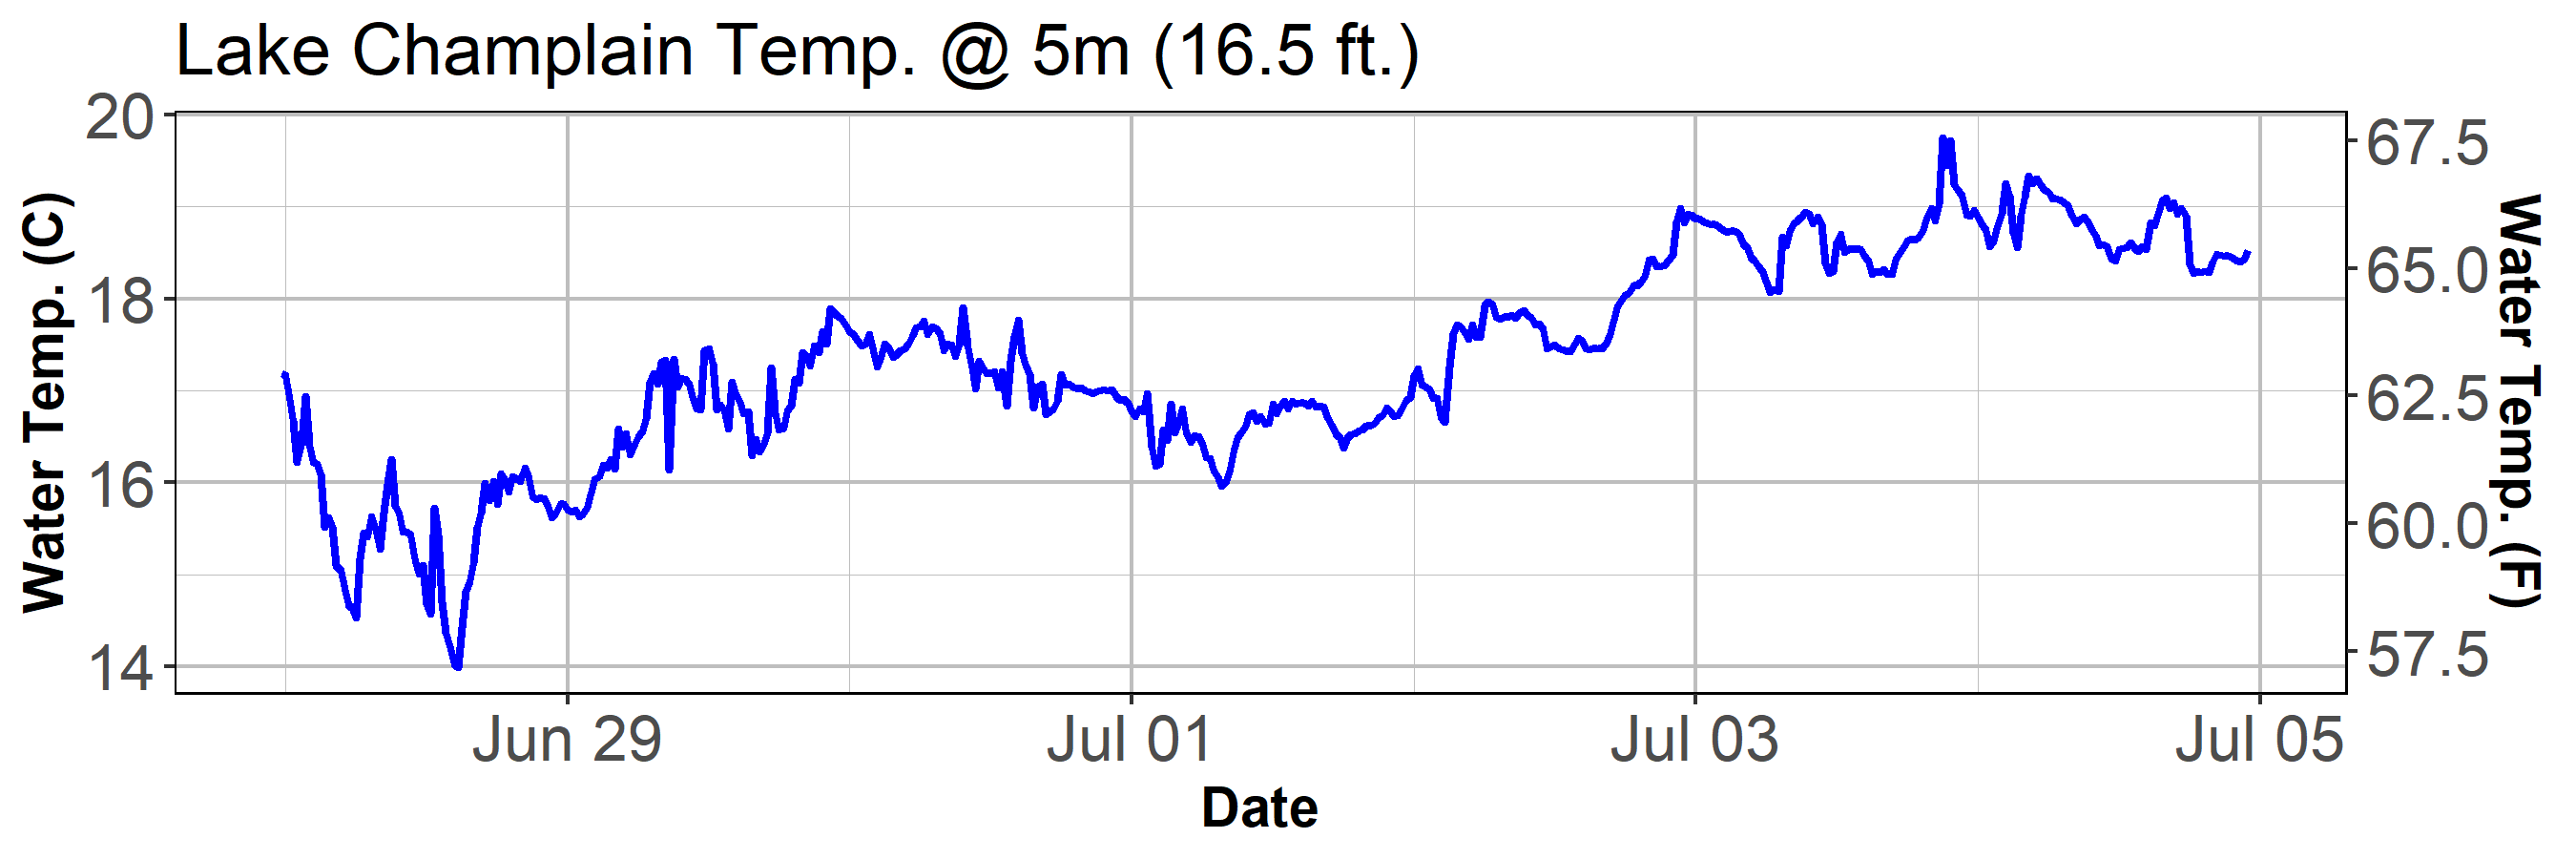 Lake Champlain Temp. @ 5m (16.5 ft.)
20
18
16
14
Water Temp. (C)
67.5
65.0
62.5
60.0
57.5
Water Temp. (F)
Jun 29
Jul 01
Jul 03
Jul 05
Date